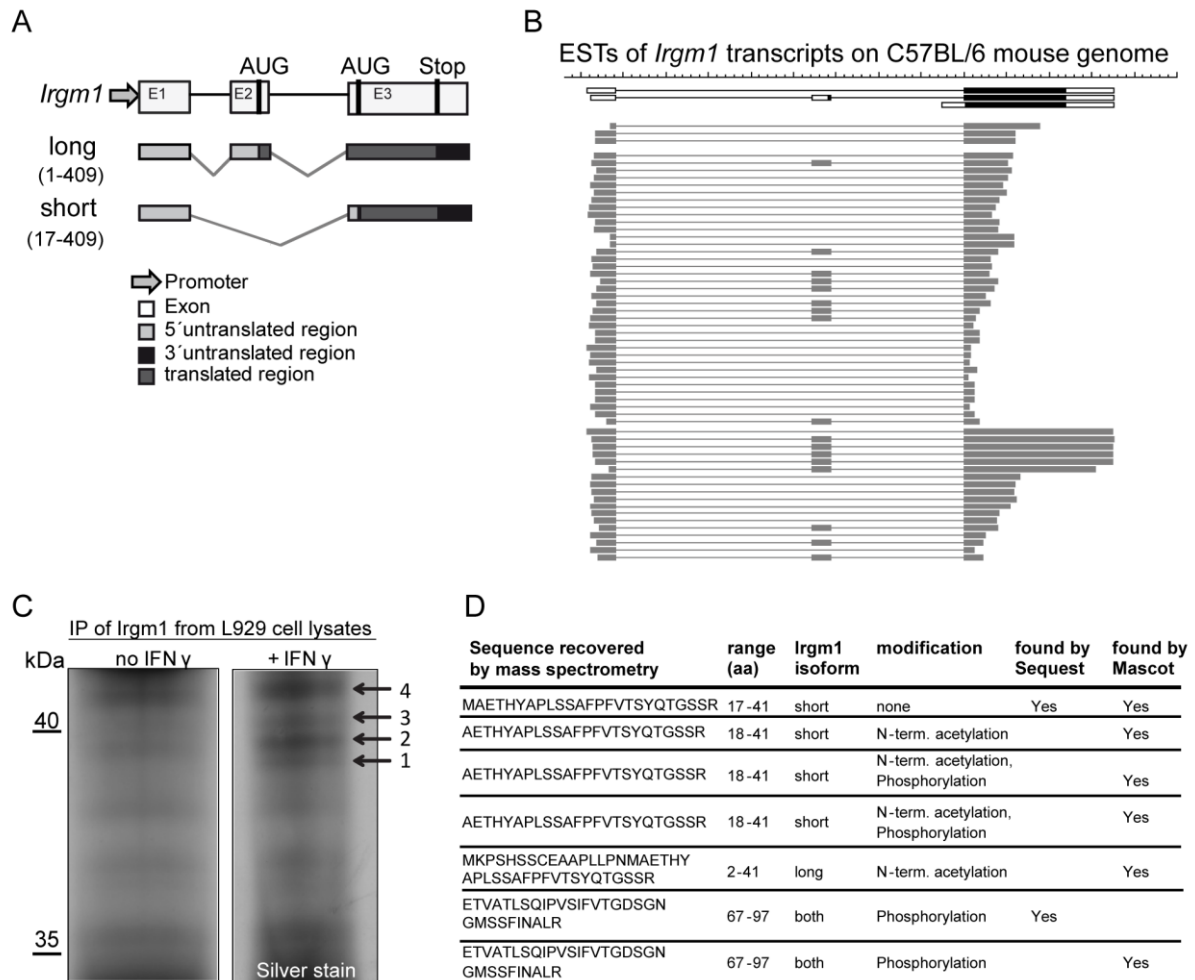 A
AUG AUG Stop
Irgm1 E1 E2 E3
long
(1-409)
short
(17-409)
Promoter
Exon
5´untranslated region
3´untranslated region
translated region
B
ESTs of Irgm1 transcripts on C57BL/6 mouse genome
C
IP of Irgm1 from L929 cell lysates
kDa no IFN γ + IFN γ
4
40 3
2
1
35
Silver stain
D
Sequence recovered by mass spectrometry range (aa) Irgm1 isoform modification found by Sequest found by Mascot
MAETHYAPLSSAFPFVTSYQTGSSR 17-41 short none Yes Yes
AETHYAPLSSAFPFVTSYQTGSSR 18-41 short N-term. acetylation Yes
AETHYAPLSSAFPFVTSYQTGSSR 18-41 short N-term. acetylation, Phosphorylation Yes
AETHYAPLSSAFPFVTSYQTGSSR 18-41 short N-term. acetylation, Phosphorylation Yes
MKPSHSSCEAAPLLPNMAETHY
APLSSAFPFVTSYQTGSSR 2-41 long N-term. acetylation Yes
ETVATLSQIPVSIFVTGDSGN
GMSSFINALR 67-97 both Phosphorylation Yes
ETVATLSQIPVSIFVTGDSGN
GMSSFINALR 67-97 both Phosphorylation Yes